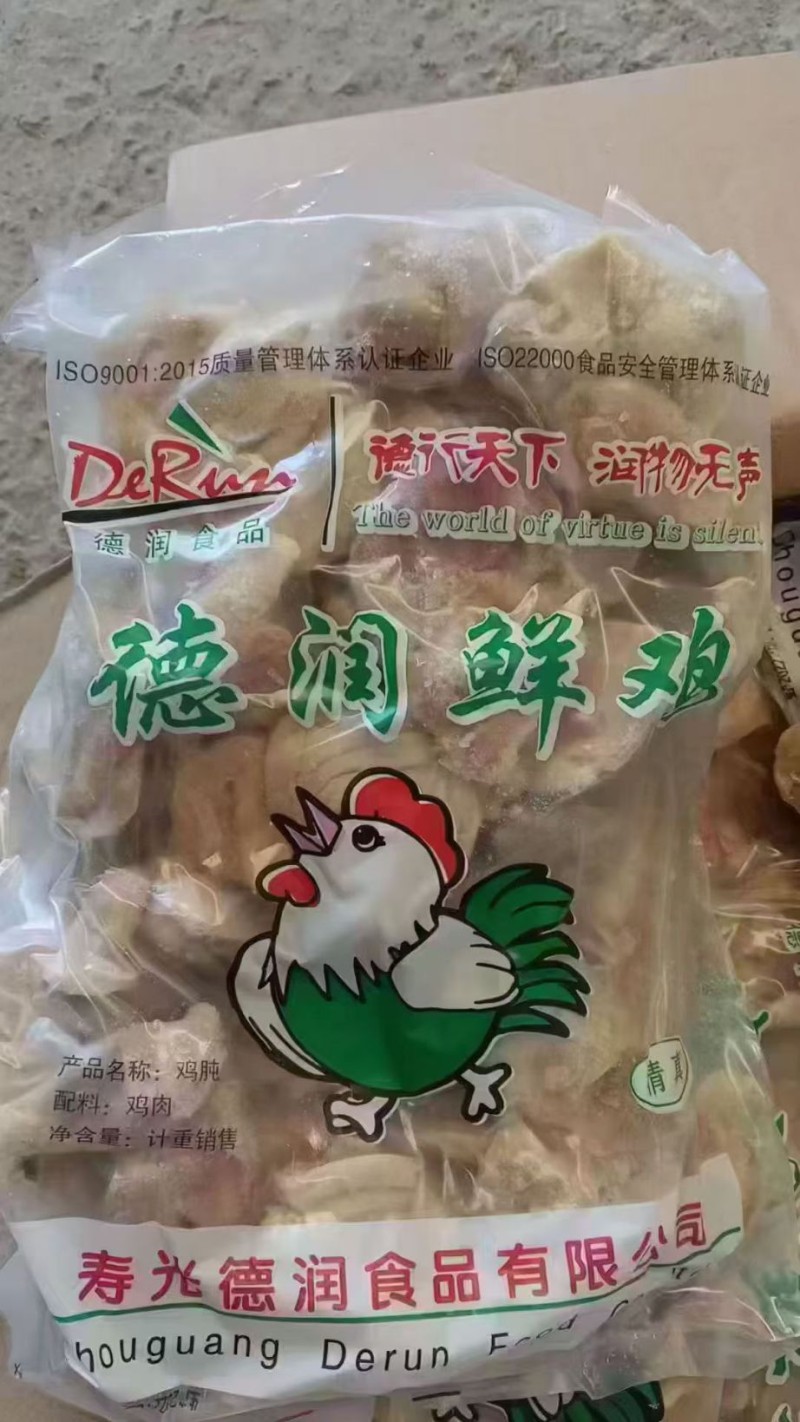 ISO9001:2015质量管理体系认证企业 ISO22000食品安全管理体系认证企业
DeRun
德润食品
德行天下 润物无声
The world of virtue is silent
德润鲜鸡
产品名称：鸡肫
配料：鸡肉
净含量：计重销售
清真
寿光德润食品有限公司
houguang Derun Food